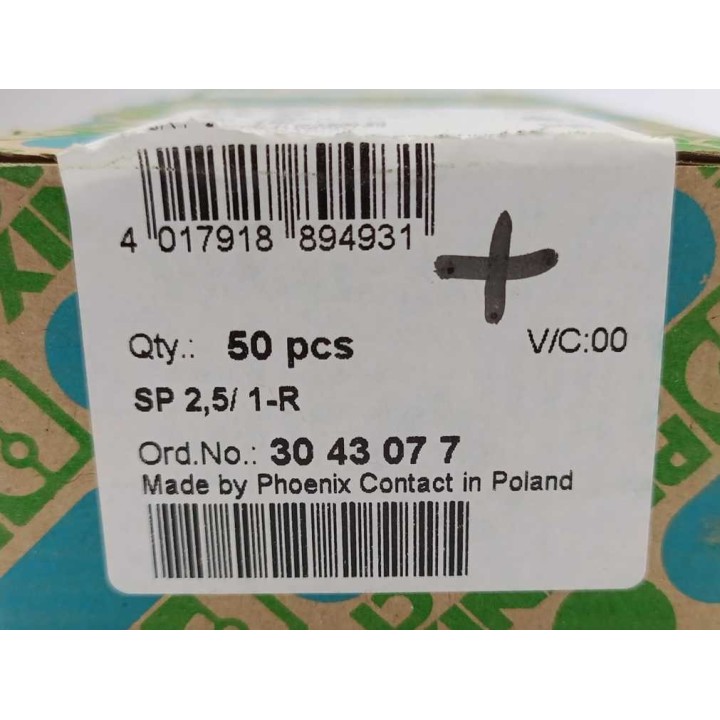 4 017918 894931
Qty.: 50 pcs
V/C:00
SP 2,5/ 1-R
Ord.No.: 30 43 07 7
Made by Phoenix Contact in Poland